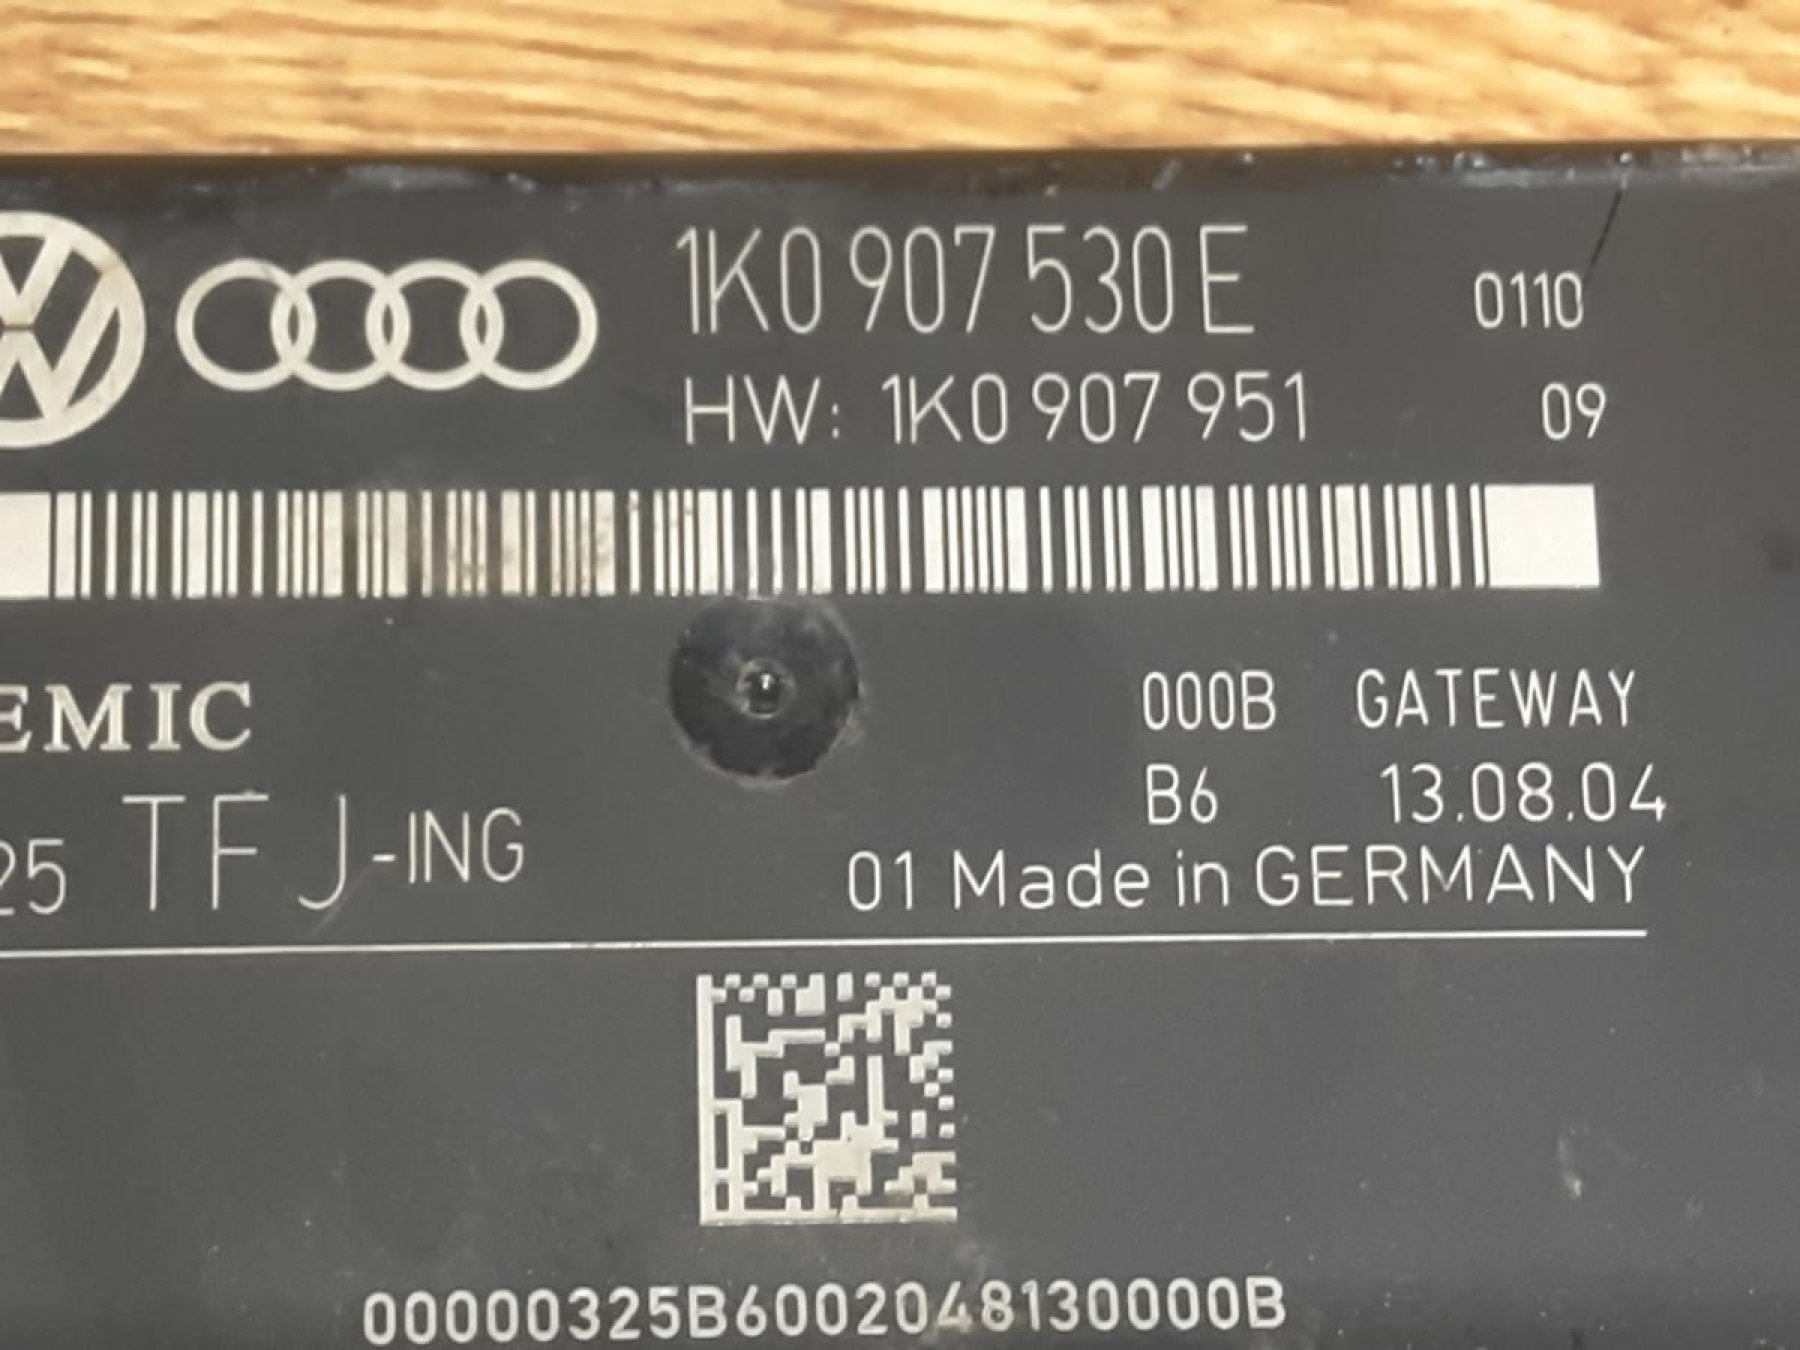 1K0 907 530 E 0110
HW: 1K0 907 951 09
EMIC
000B GATEWAY
B6 13.08.04
25 TFJ-ING
01 Made in GERMANY
00000325B6002048130000B